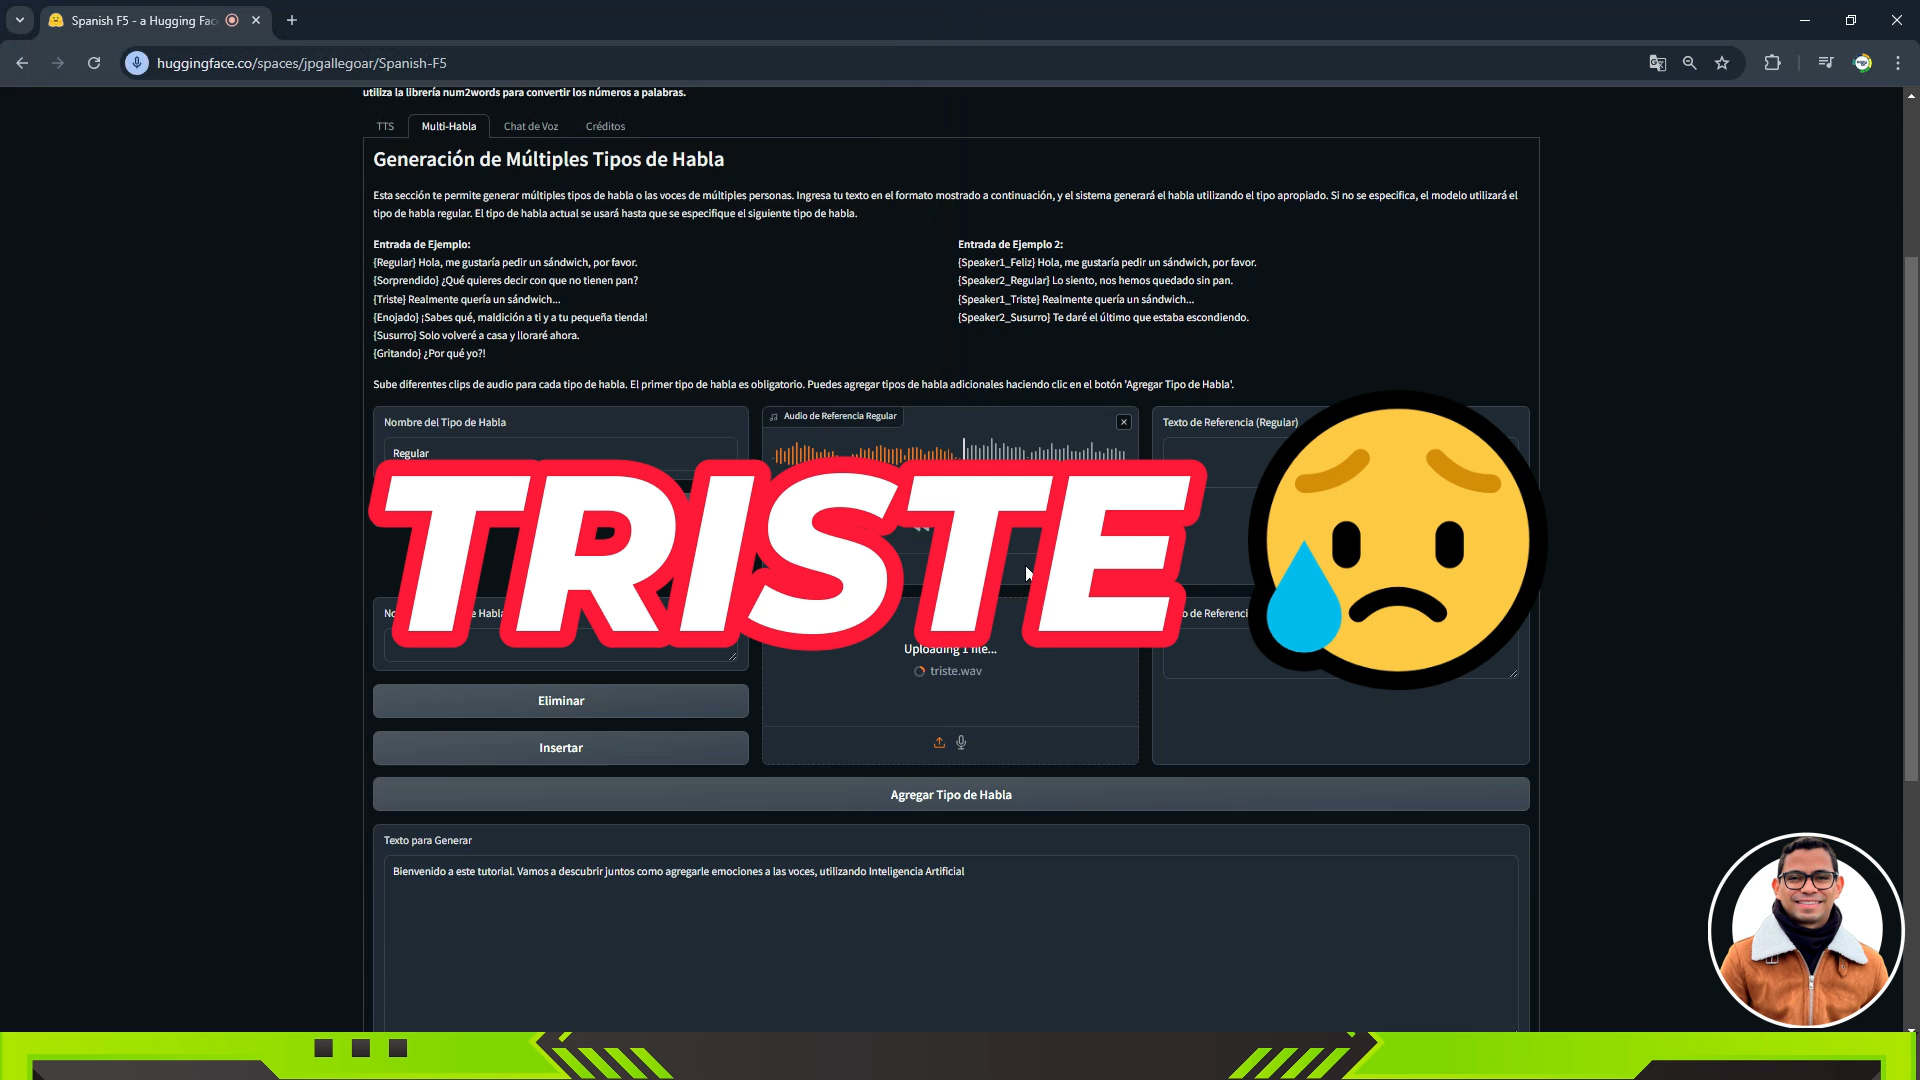 Spanish F5 - a Hugging Fac
huggingface.co/spaces/jpgallegoar/Spanish-F5
utiliza la librería num2words para convertir los números a palabras.
TTS
Multi-Habla
Chat de Voz
Créditos
Generación de Múltiples Tipos de Habla
Esta sección te permite generar múltiples tipos de habla o las voces de múltiples personas. Ingresa tu texto en el formato mostrado a continuación, y el sistema generará el habla utilizando el tipo apropiado. Si no se especifica, el modelo utilizará el
tipo de habla regular. El tipo de habla actual se usará hasta que se especifique el siguiente tipo de habla.
Entrada de Ejemplo:
{Regular} Hola, me gustaría pedir un sándwich, por favor.
{Sorprendido} ¿Qué quieres decir con que no tienen pan?
{Triste} Realmente quería un sándwich...
{Enojado} ¡Sabes qué, maldición a ti y a tu pequeña tienda!
{Susurro} Solo volveré a casa y lloraré ahora.
{Gritando} ¿Por qué yo?!
Entrada de Ejemplo 2:
{Speaker1_Feliz} Hola, me gustaría pedir un sándwich, por favor.
{Speaker2_Regular} Lo siento, nos hemos quedado sin pan.
{Speaker1_Triste} Realmente quería un sándwich...
{Speaker2_Susurro} Te daré el último que estaba escondiendo.
Sube diferentes clips de audio para cada tipo de habla. El primer tipo de habla es obligatorio. Puedes agregar tipos de habla adicionales haciendo clic en el botón 'Agregar Tipo de Habla'.
Nombre del Tipo de Habla
Regular
Audio de Referencia Regular
Texto de Referencia (Regular)
TRISTE
Habla
de Referenci
Uploading 1 file...
triste.wav
Eliminar
Insertar
Agregar Tipo de Habla
Texto para Generar
Bienvenido a este tutorial. Vamos a descubrir juntos como agregarle emociones a las voces, utilizando Inteligencia Artificial